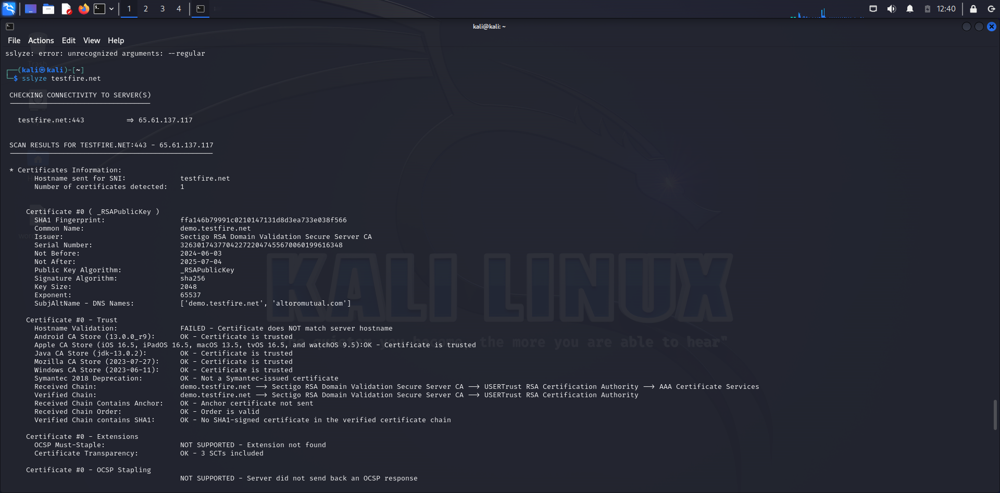 1 2 3 4
12:40
kali@kali: ~
File Actions Edit View Help
sslyze: error: unrecognized arguments: --regular
┌──(kali㉿kali)-[~]
└─$ sslyze testfire.net
CHECKING CONNECTIVITY TO SERVER(S)
testfire.net:443 => 65.61.137.117
SCAN RESULTS FOR TESTFIRE.NET:443 - 65.61.137.117
* Certificates Information:
Hostname sent for SNI: testfire.net
Number of certificates detected: 1
Certificate #0 ( _RSAPublicKey )
SHA1 Fingerprint: ffa146b79991c0210147131d8d3ea733e038f566
Common Name: demo.testfire.net
Issuer: Sectigo RSA Domain Validation Secure Server CA
Serial Number: 326301743770422722047455670060199616348
Not Before: 2024-06-03
Not After: 2025-07-04
Public Key Algorithm: _RSAPublicKey
Signature Algorithm: sha256
Key Size: 2048
Exponent: 65537
SubjAltName - DNS Names: ['demo.testfire.net', 'altoromutual.com']
Certificate #0 - Trust
Hostname Validation: FAILED - Certificate does NOT match server hostname
Android CA Store (13.0.0_r9): OK - Certificate is trusted
Apple CA Store (iOS 16.5, iPadOS 16.5, macOS 13.5, tvOS 16.5, and watchOS 9.5):OK - Certificate is trusted
Java CA Store (jdk-13.0.2): OK - Certificate is trusted
Mozilla CA Store (2023-07-27): OK - Certificate is trusted
Windows CA Store (2023-06-11): OK - Certificate is trusted
Symantec 2018 Deprecation: OK - Not a Symantec-issued certificate
Received Chain: demo.testfire.net --> Sectigo RSA Domain Validation Secure Server CA --> USERTrust RSA Certification Authority --> AAA Certificate Services
Verified Chain: demo.testfire.net --> Sectigo RSA Domain Validation Secure Server CA --> USERTrust RSA Certification Authority
Received Chain Contains Anchor: OK - Anchor certificate not sent
Received Chain Order: OK - Order is valid
Verified Chain contains SHA1: OK - No SHA1-signed certificate in the verified certificate chain
Certificate #0 - Extensions
OCSP Must-Staple: NOT SUPPORTED - Extension not found
Certificate Transparency: OK - 3 SCTs included
Certificate #0 - OCSP Stapling
NOT SUPPORTED - Server did not send back an OCSP response
Trash
KALI LINUX
the more you are able to hear"